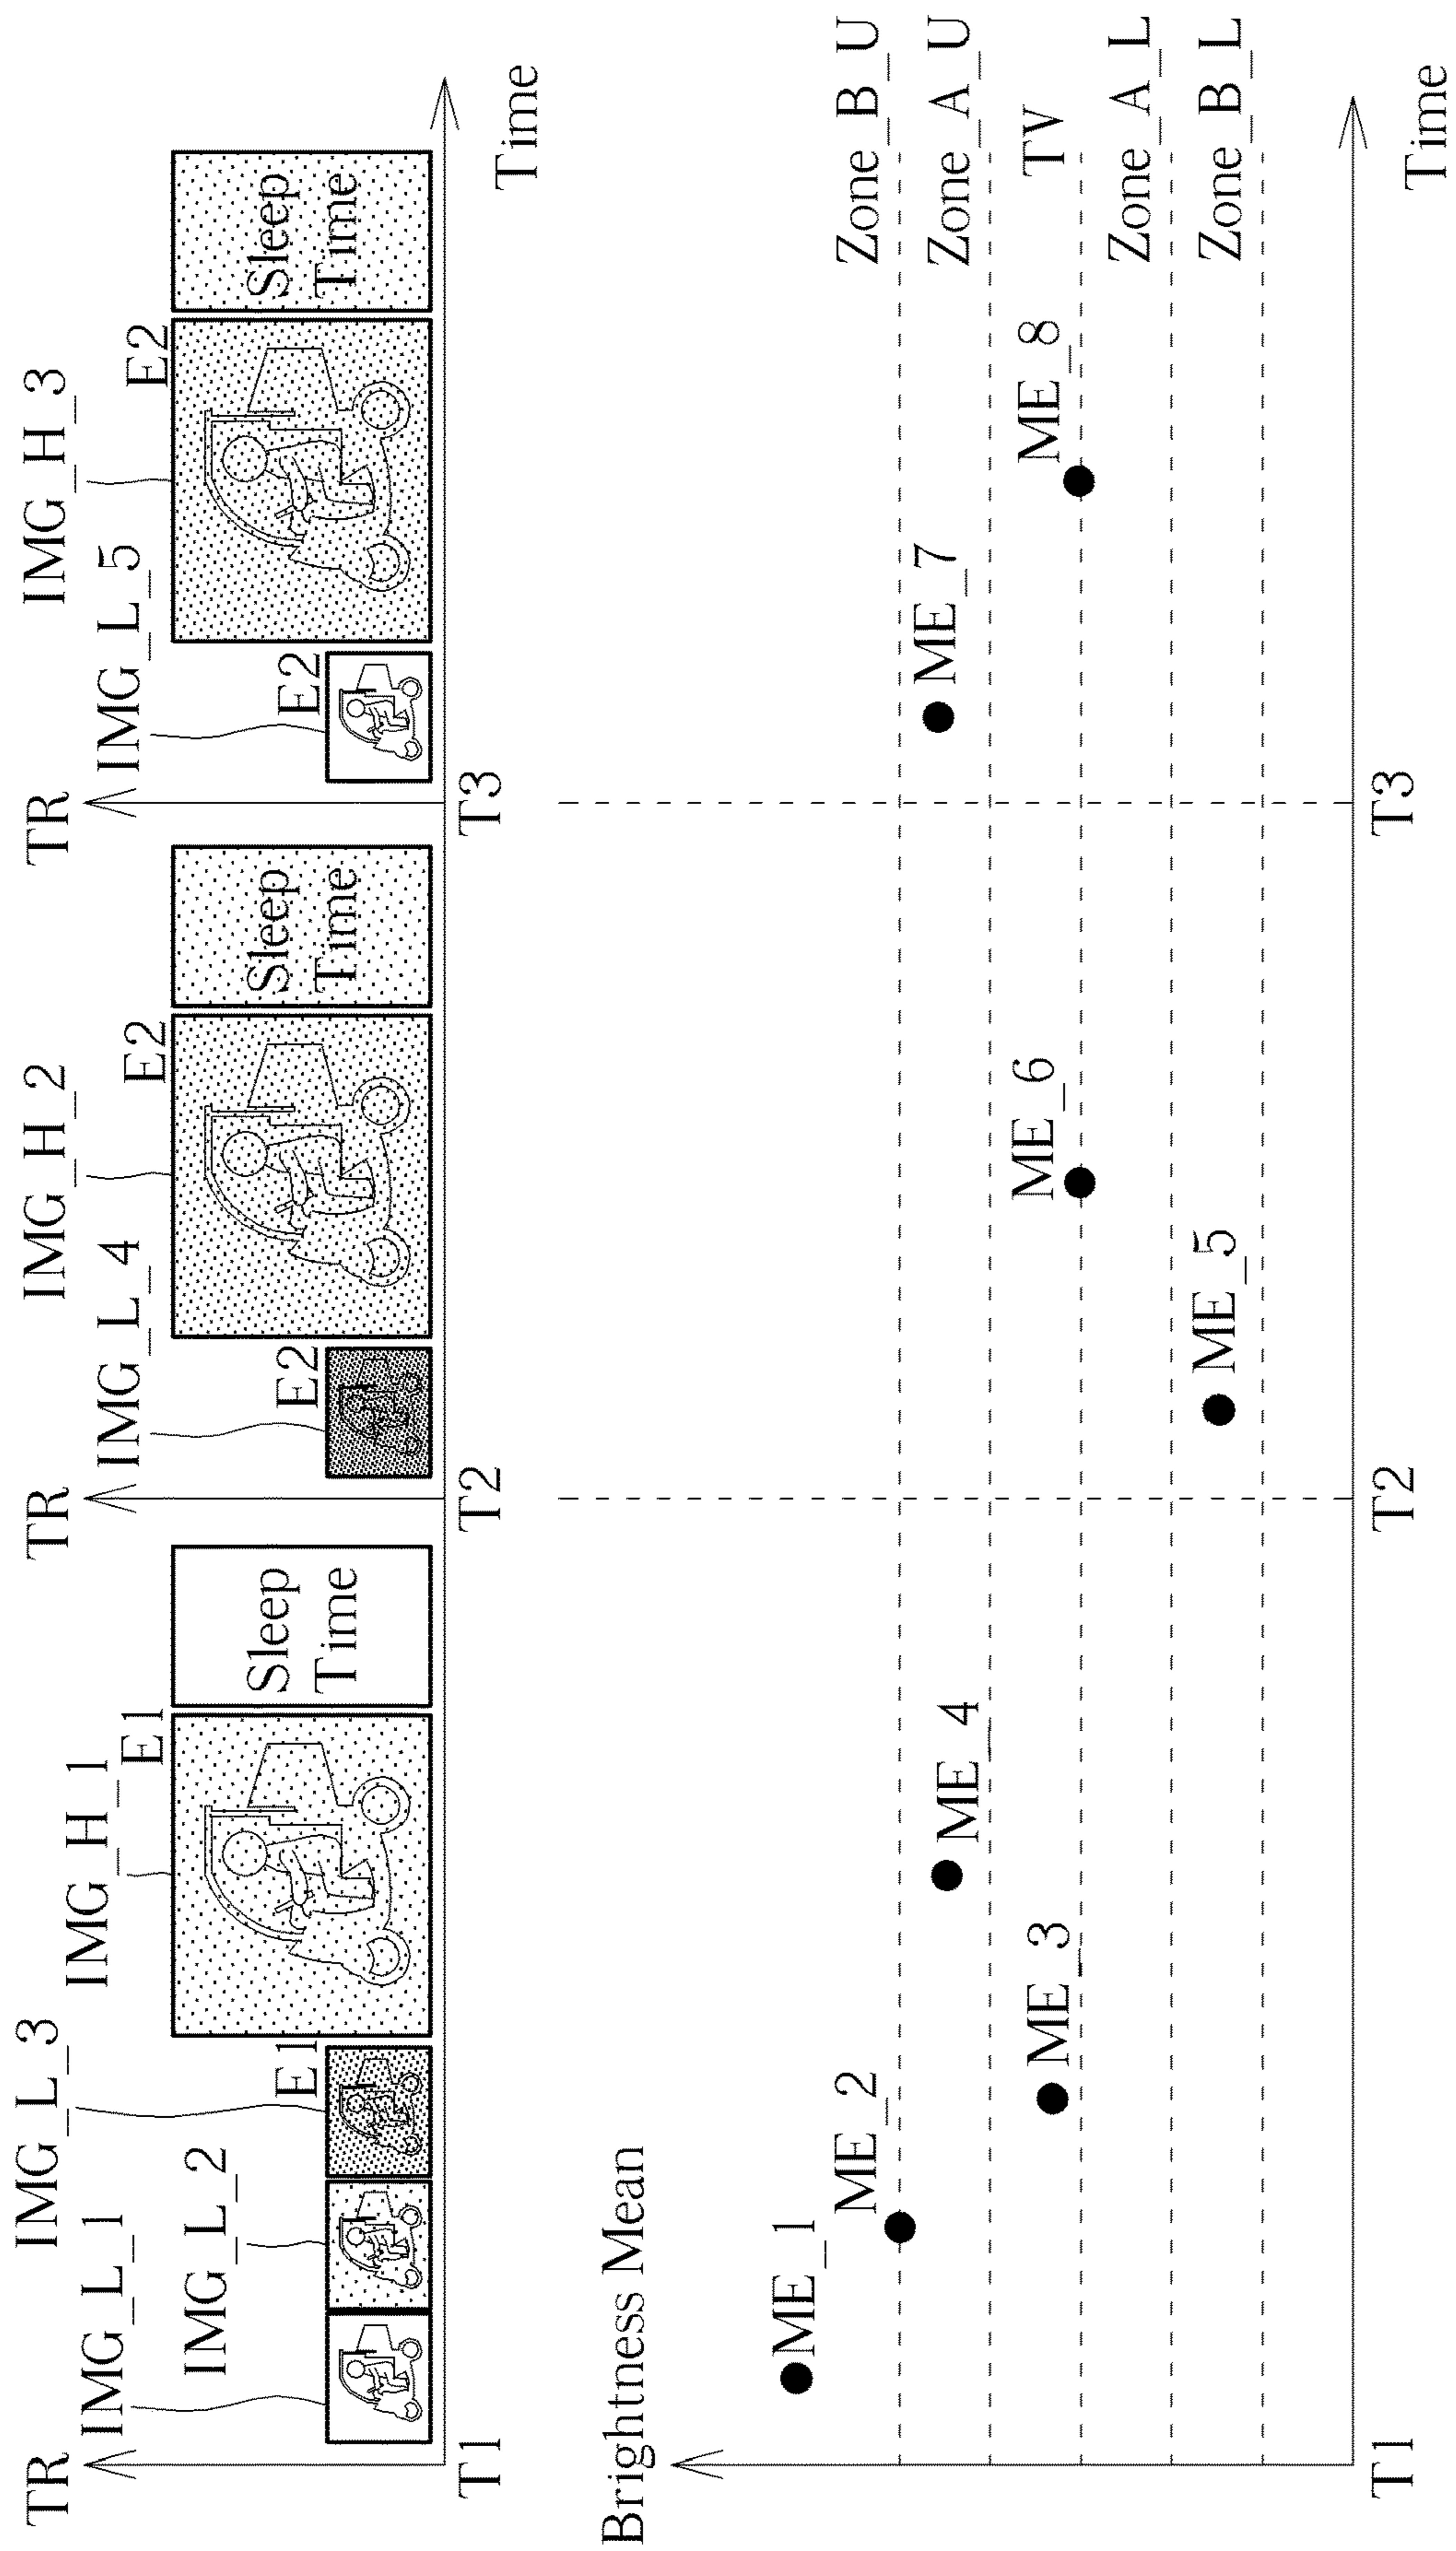 TR
TR
TR
IMG_L_1
IMG_L_2
IMG_L_3
IMG_H_1
IMG_L_4
IMG_H_2
IMG_L_5
IMG_H_3
E1
E1
Sleep
Time
E2
E2
Sleep
Time
E2
E2
Sleep
Time
T1
T2
T3
Time
Brightness Mean
ME_1
ME_2
ME_3
ME_4
ME_5
ME_6
ME_7
ME_8
Zone_B_U
Zone_A_U
TV
Zone_A_L
Zone_B_L
T1
T2
T3
Time